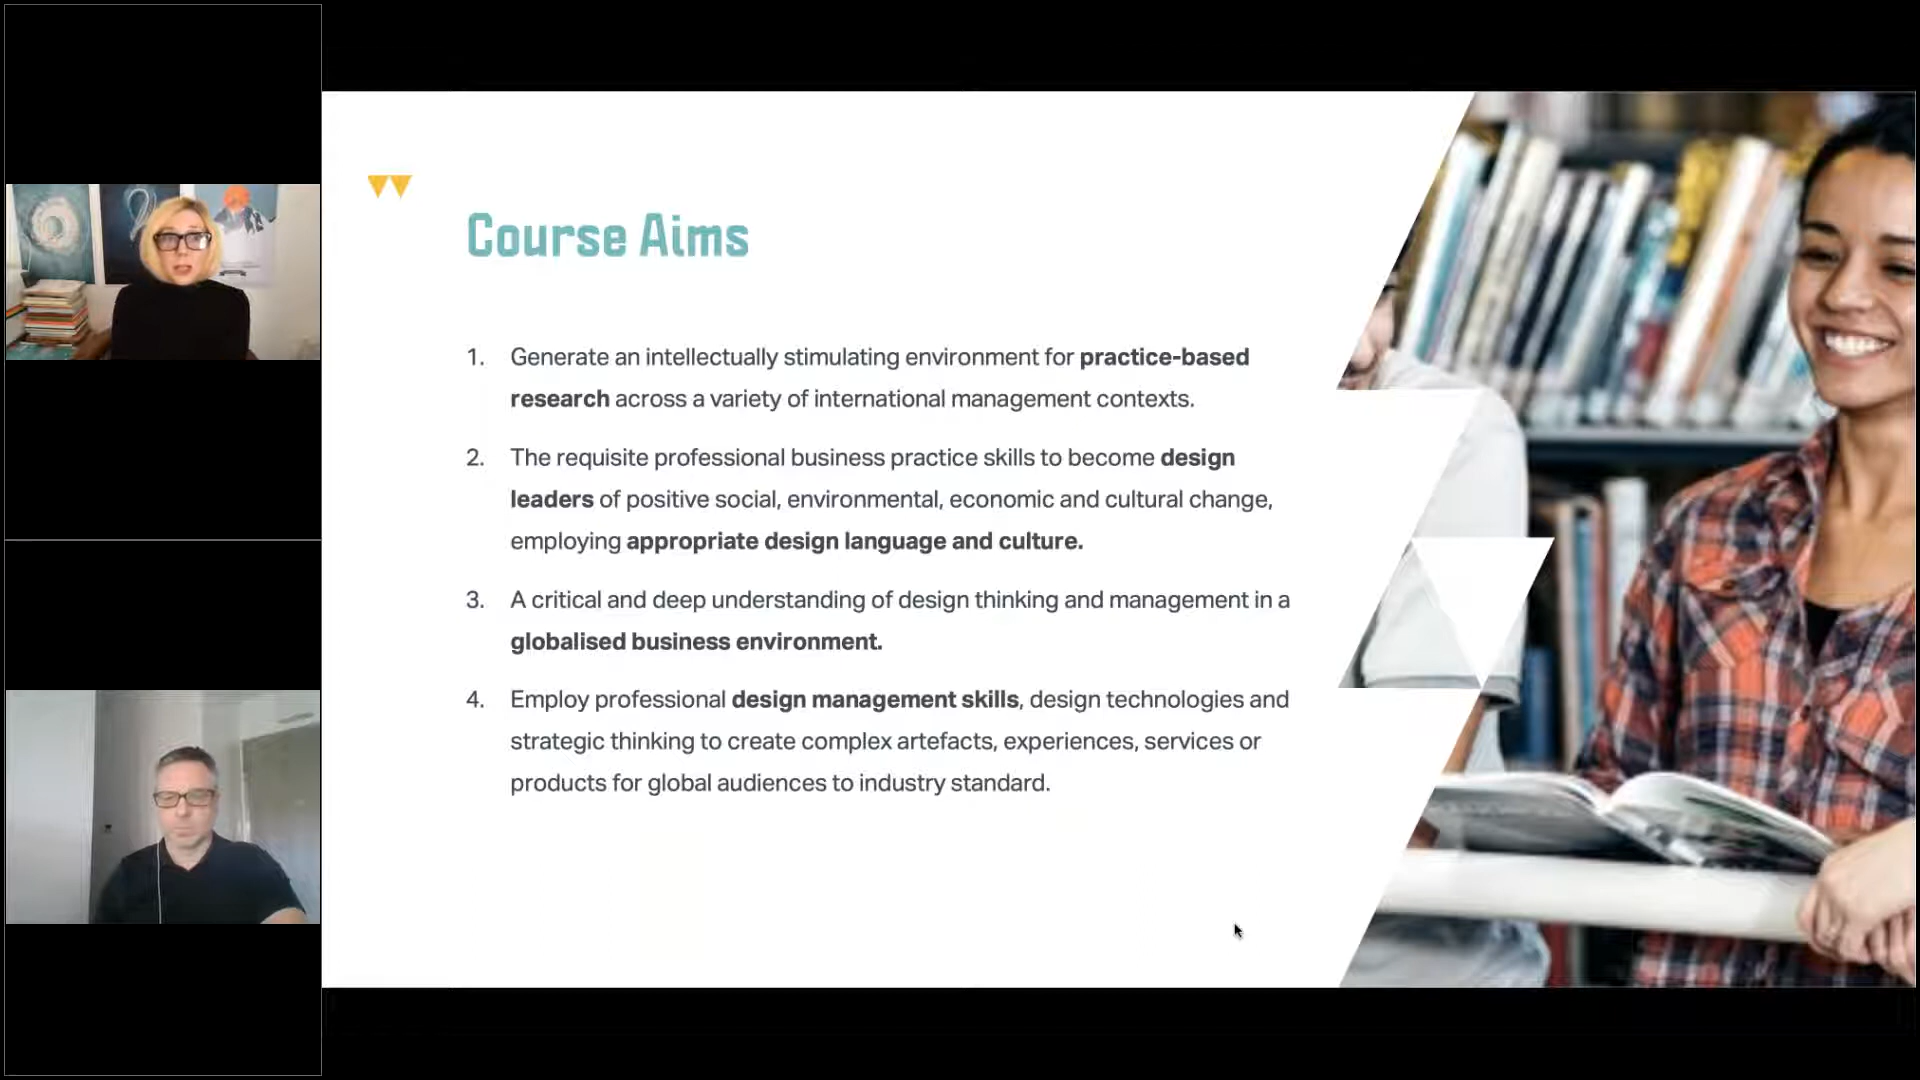 Course Aims
1. Generate an intellectually stimulating environment for practice-based
research across a variety of international management contexts.
2. The requisite professional business practice skills to become design
leaders of positive social, environmental, economic and cultural change,
employing appropriate design language and culture.
3. A critical and deep understanding of design thinking and management in a
globalised business environment.
4. Employ professional design management skills, design technologies and
strategic thinking to create complex artefacts, experiences, services or
products for global audiences to industry standard.